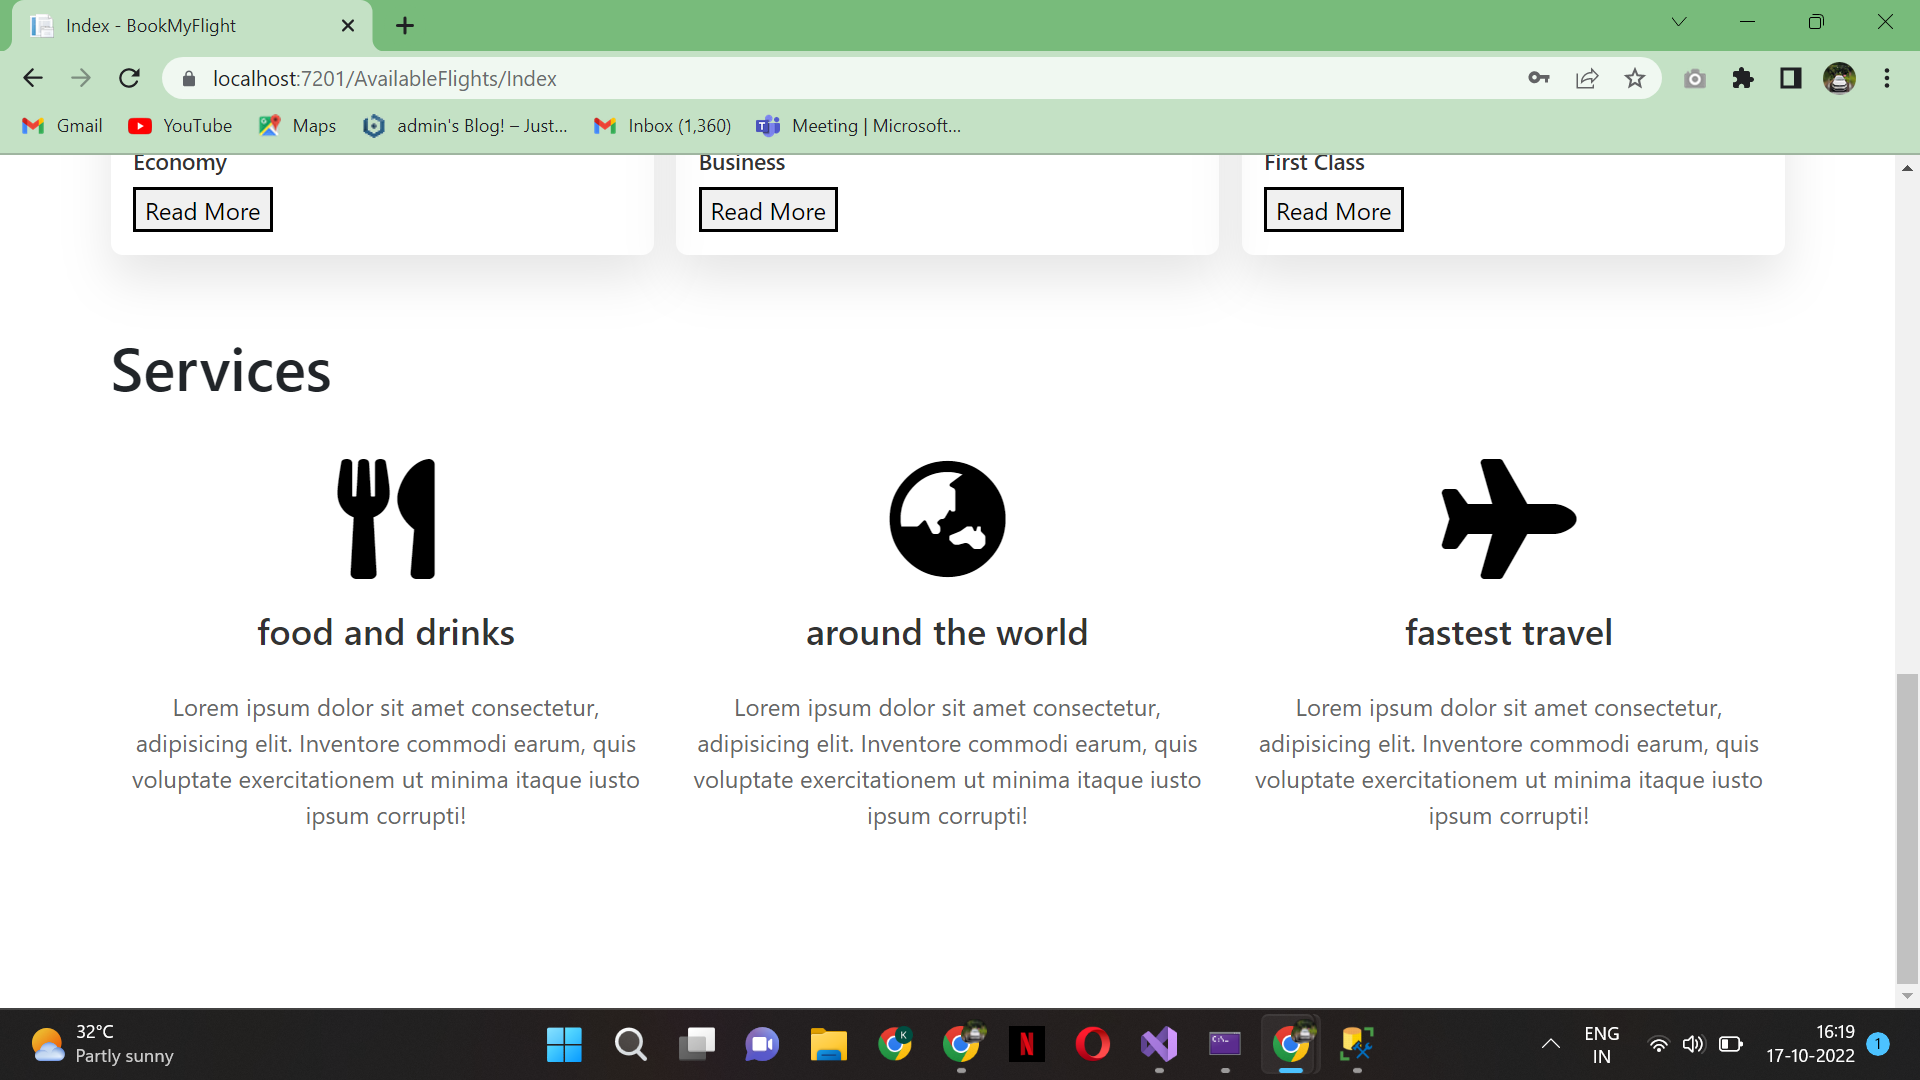 Index - BookMyFlight
localhost:7201/AvailableFlights/Index
Gmail YouTube Maps admin's Blog! – Just... Inbox (1,360) Meeting | Microsoft...
Economy Business First Class
Read More Read More Read More
Services
food and drinks around the world fastest travel
Lorem ipsum dolor sit amet consectetur, Lorem ipsum dolor sit amet consectetur, Lorem ipsum dolor sit amet consectetur,
adipisicing elit. Inventore commodi earum, quis adipisicing elit. Inventore commodi earum, quis adipisicing elit. Inventore commodi earum, quis
voluptate exercitationem ut minima itaque iusto voluptate exercitationem ut minima itaque iusto voluptate exercitationem ut minima itaque iusto
ipsum corrupti! ipsum corrupti! ipsum corrupti!
32°C ENG 16:19
Partly sunny K N C:\_ IN 17-10-2022 1